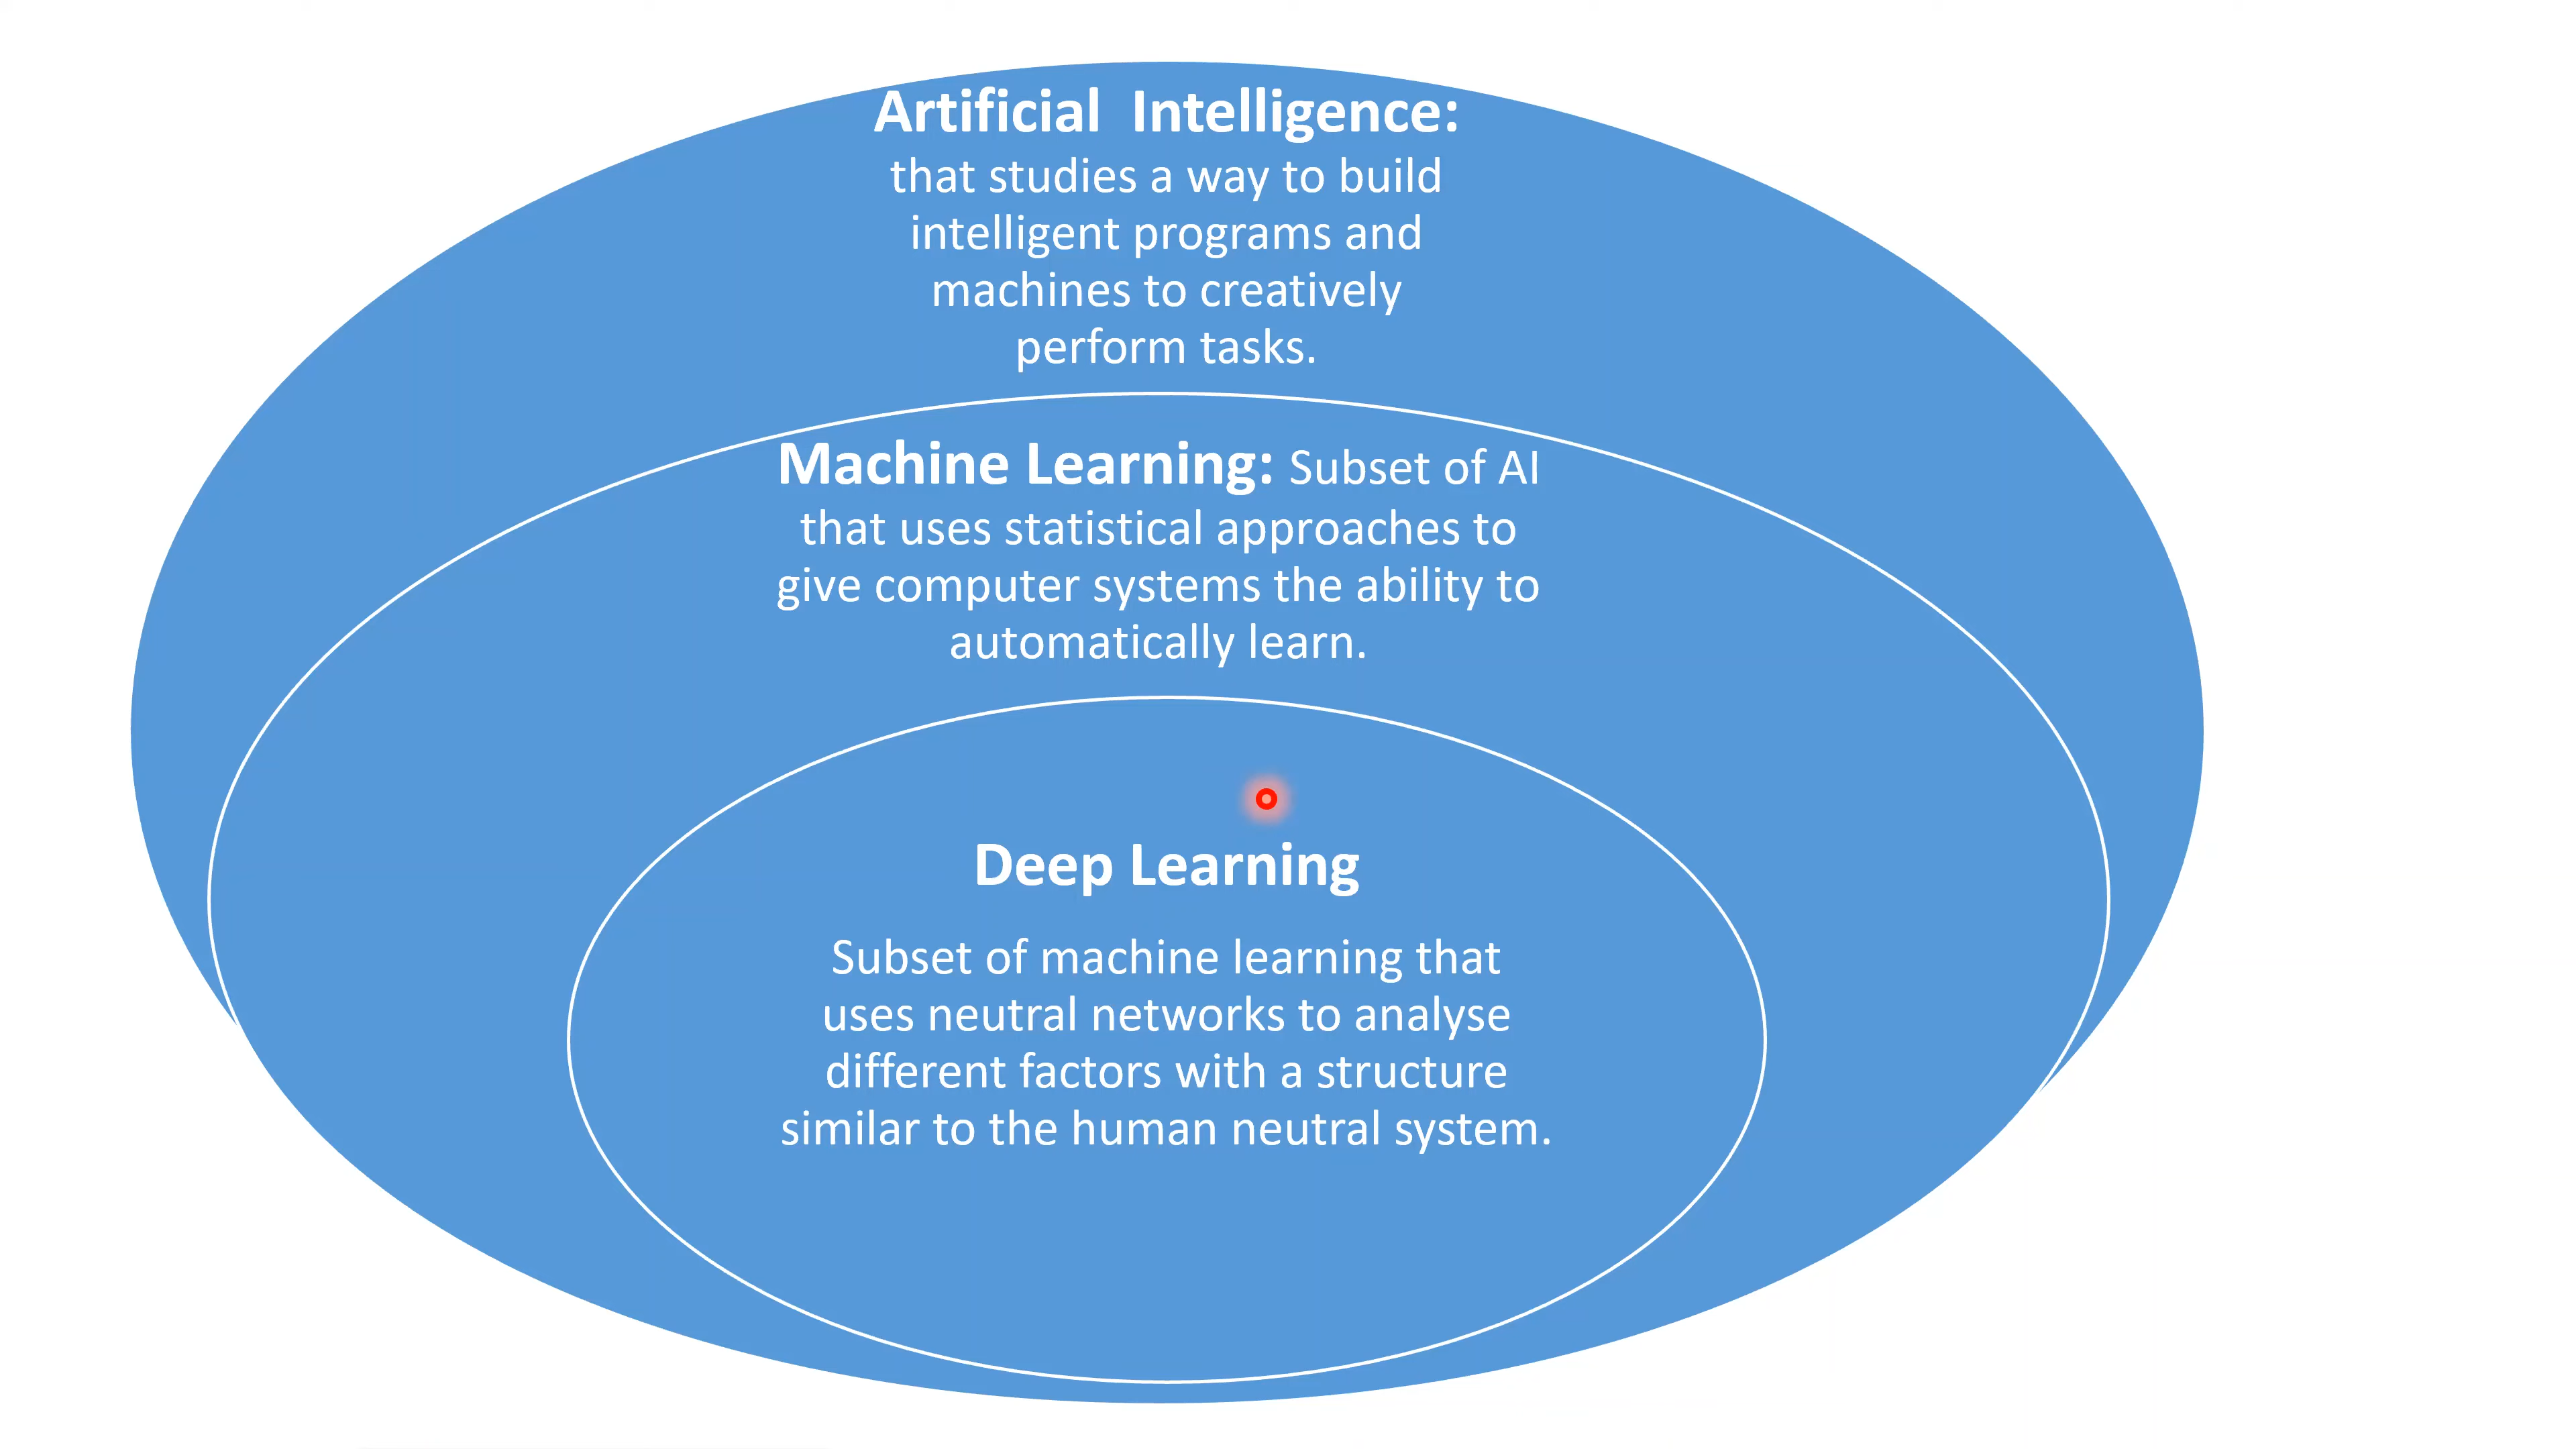 Artificial  Intelligence:
that studies a way to build
intelligent programs and
machines to creatively
perform tasks.
Machine Learning: Subset of AI
that uses statistical approaches to
give computer systems the ability to
automatically learn.
Deep Learning
Subset of machine learning that
uses neutral networks to analyse
different factors with a structure
similar to the human neutral system.